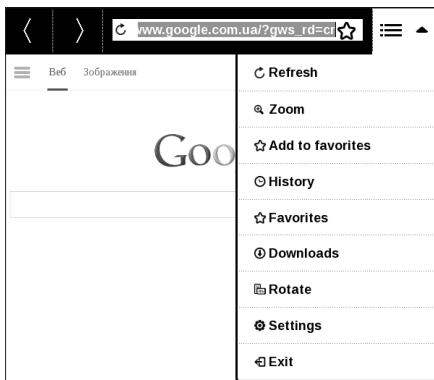 www.google.com.ua/?gws_rd=cr
Веб Зображення
Goo
Refresh
Zoom
Add to favorites
History
Favorites
Downloads
Rotate
Settings
Exit